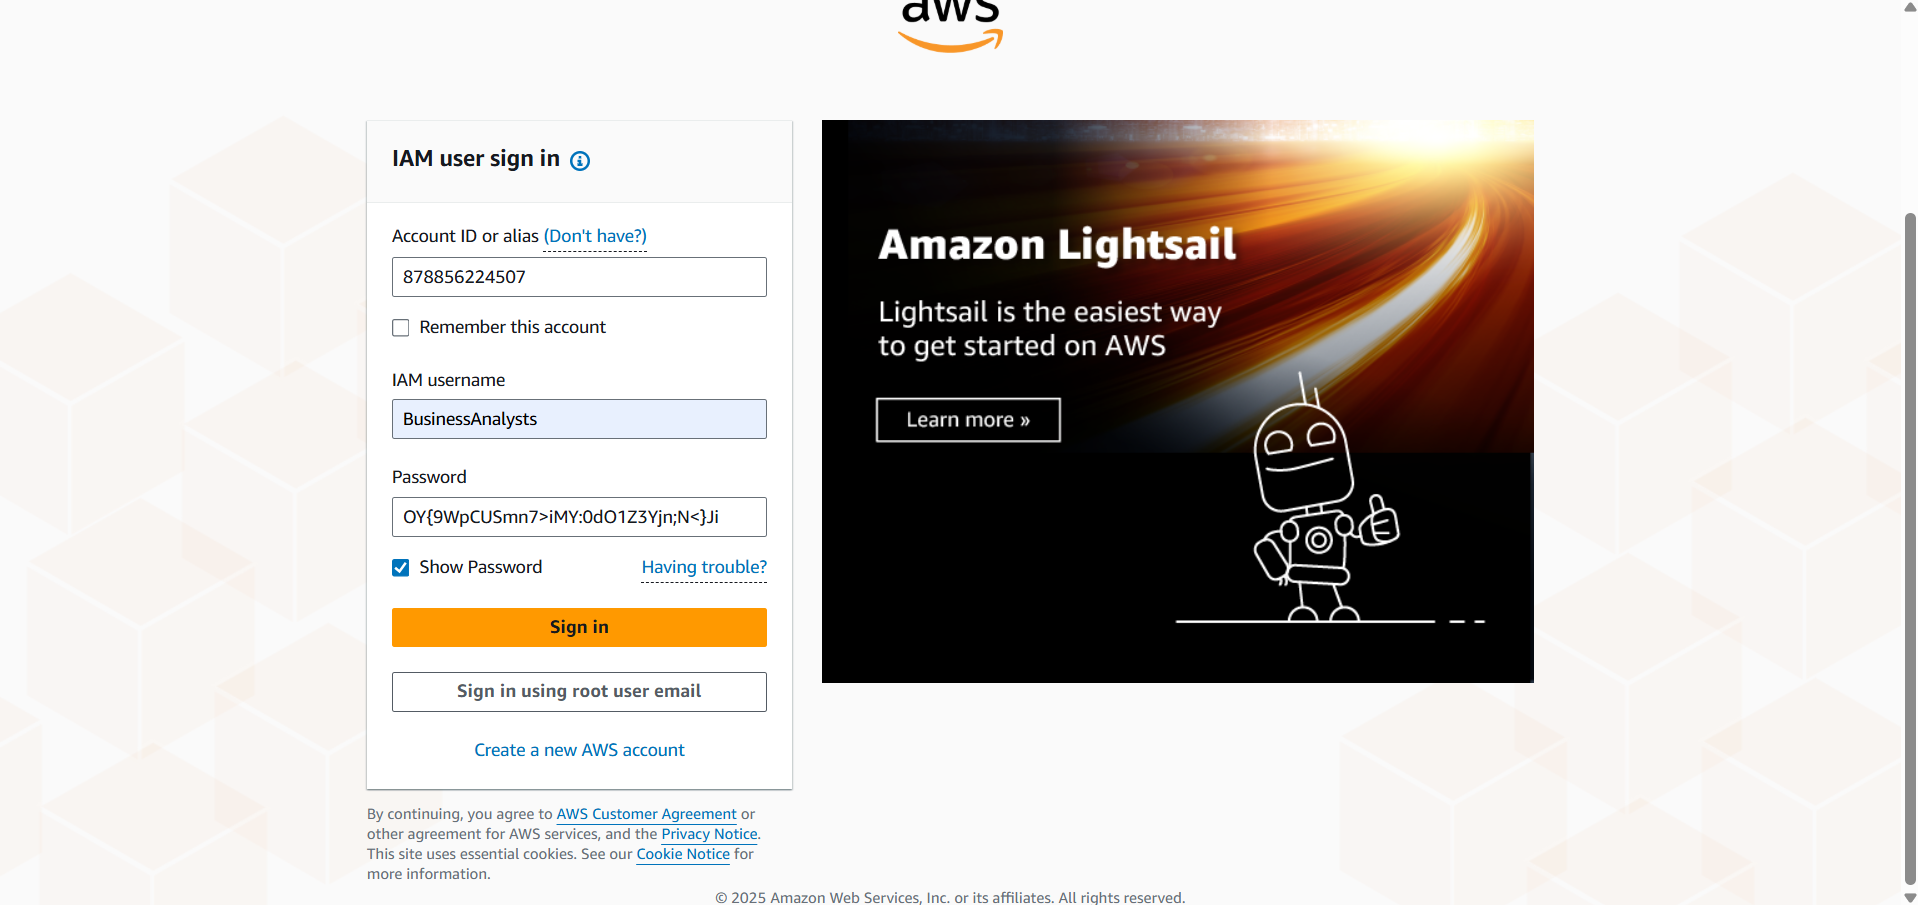 aws
IAM user sign in
Account ID or alias (Don't have?)
878856224507
Remember this account
IAM username
BusinessAnalysts
Password
OY{9WpCUSmn7>iMY:0dO1Z3Yjn;N<}Ji
Show Password
Having trouble?
Sign in
Sign in using root user email
Create a new AWS account
By continuing, you agree to AWS Customer Agreement or
other agreement for AWS services, and the Privacy Notice.
This site uses essential cookies. See our Cookie Notice for
more information.
Amazon Lightsail
Lightsail is the easiest way
to get started on AWS
Learn more »
© 2025 Amazon Web Services, Inc. or its affiliates. All rights reserved.